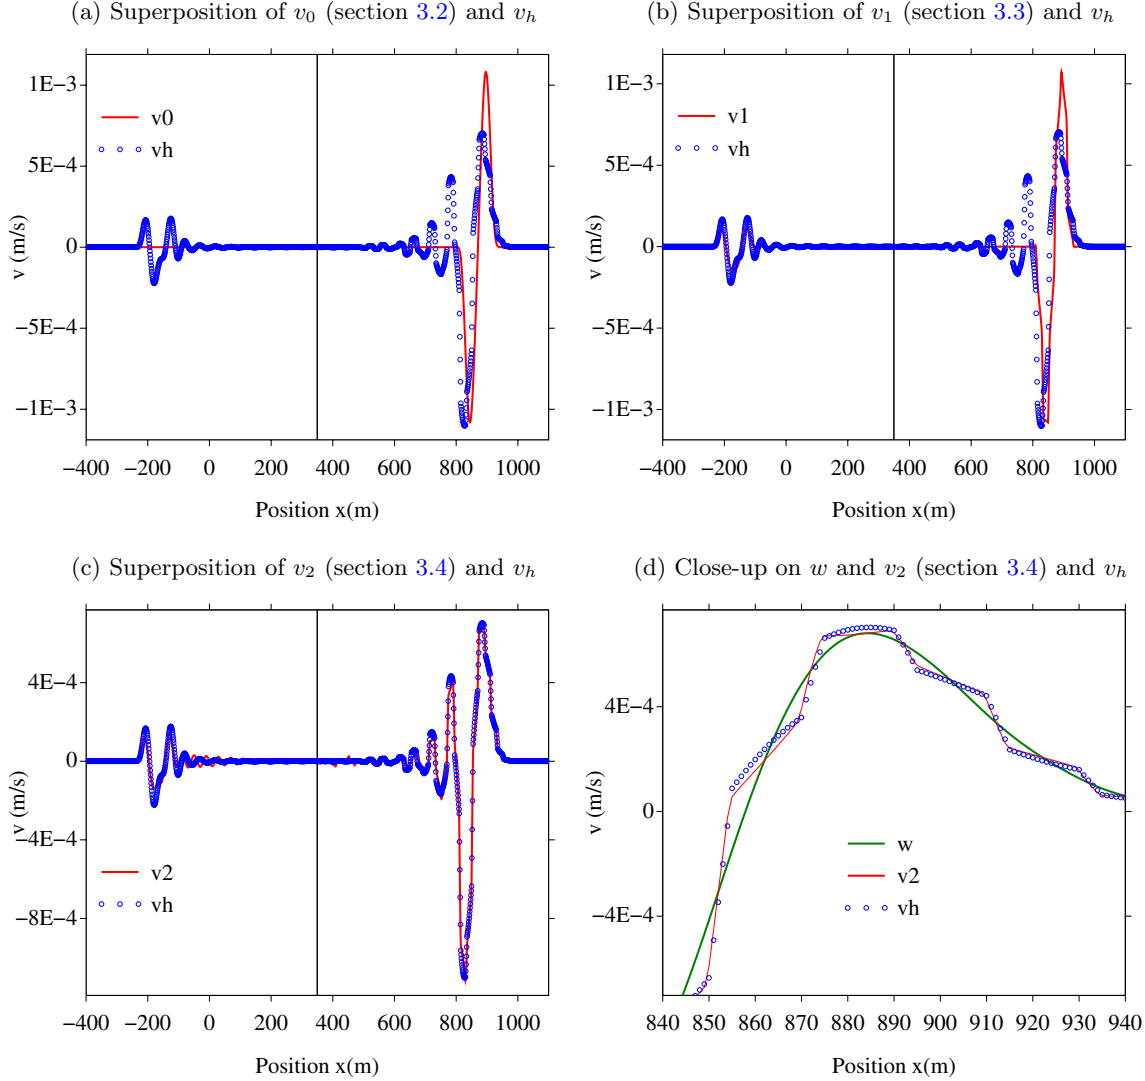 (a) Superposition of v₀ (section 3.2) and vₕ
1E−3
5E−4
0
−5E−4
−1E−3
v (m/s)
v0
vh
−400 −200 0 200 400 600 800 1000
Position x(m)
(b) Superposition of v₁ (section 3.3) and vₕ
1E−3
5E−4
0
−5E−4
−1E−3
v (m/s)
v1
vh
−400 −200 0 200 400 600 800 1000
Position x(m)
(c) Superposition of v₂ (section 3.4) and vₕ
4E−4
0
−4E−4
−8E−4
v (m/s)
v2
vh
−400 −200 0 200 400 600 800 1000
Position x(m)
(d) Close-up on w and v₂ (section 3.4) and vₕ
4E−4
0
−4E−4
v (m/s)
w
v2
vh
840 850 860 870 880 890 900 910 920 930 940
Position x(m)